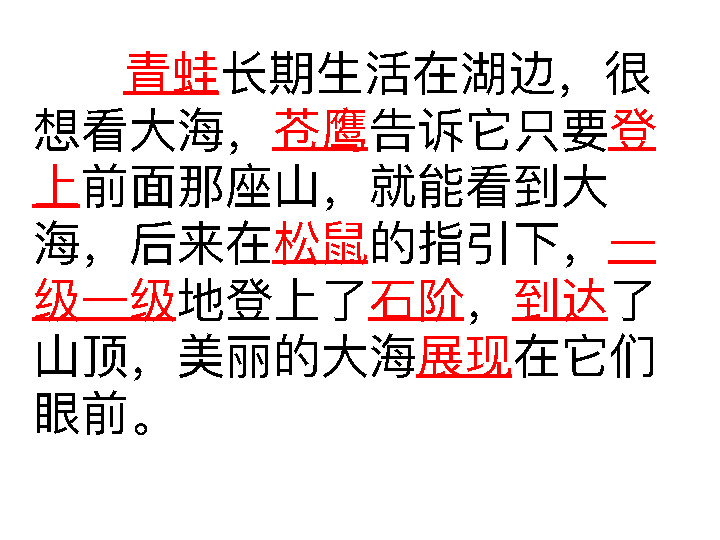 青蛙长期生活在湖边，很
想看大海，苍鹰告诉它只要登
上前面那座山，就能看到大
海，后来在松鼠的指引下，一
级一级地登上了石阶，到达了
山顶，美丽的大海展现在它们
眼前。